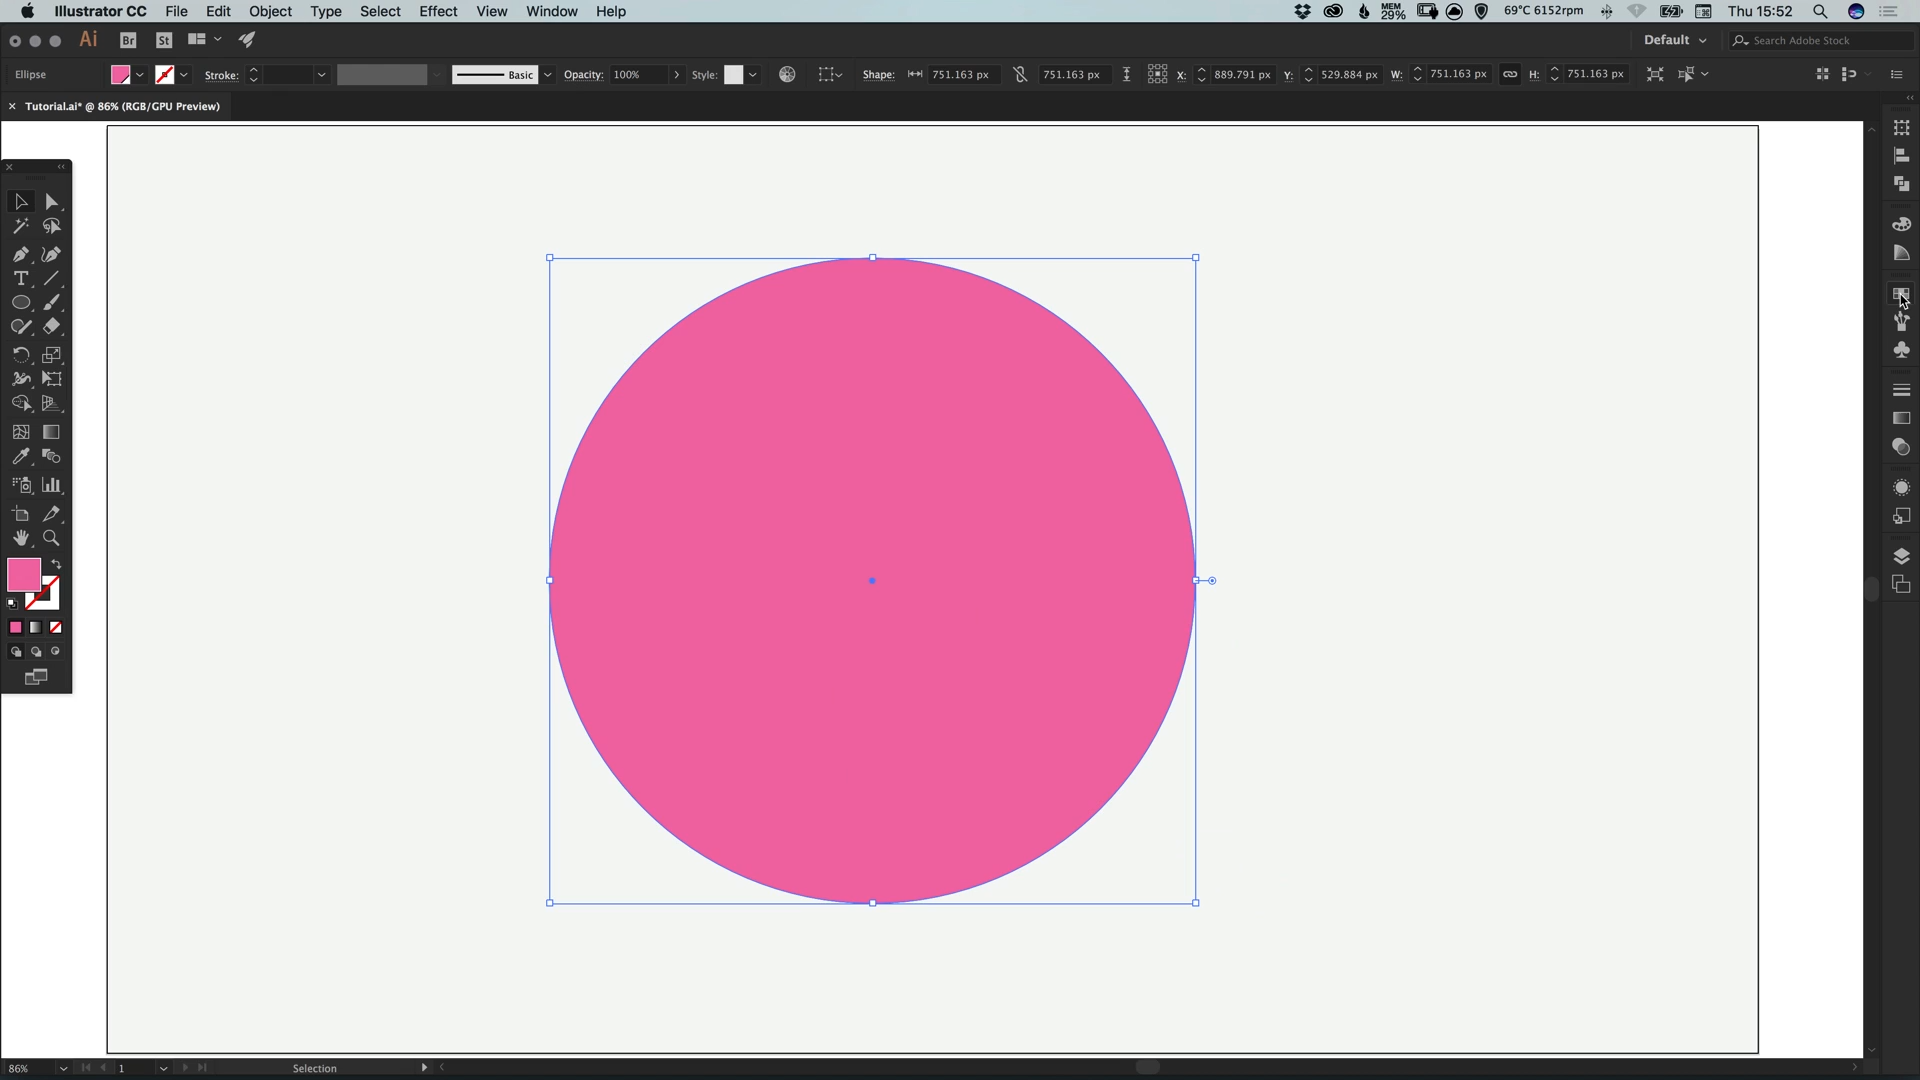 Illustrator CC File Edit Object Type Select Effect View Window Help MEM 29% 69°C 6152rpm Thu 15:52
Ai Br St Default Search Adobe Stock
Ellipse Stroke: Basic Opacity: 100% Style: Shape: 751.163 px 751.163 px X: 889.791 px Y: 529.884 px W: 751.163 px H: 751.163 px
Tutorial.ai* @ 86% (RGB/GPU Preview)
86% 1 Selection